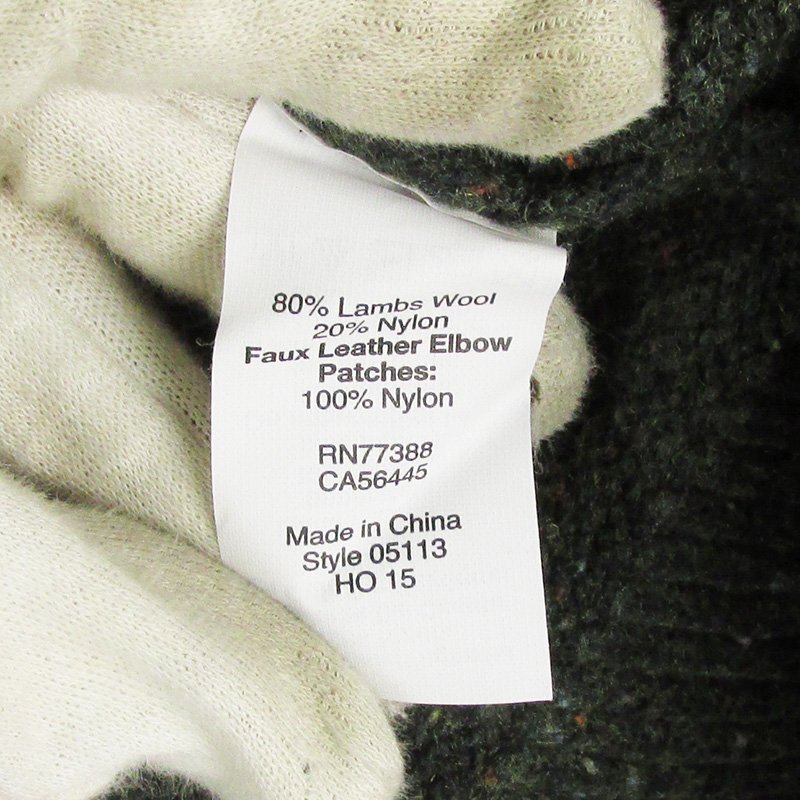 80% Lambs Wool
20% Nylon
Faux Leather Elbow
Patches:
100% Nylon
RN77388
CA56445
Made in China
Style 05113
HO 15